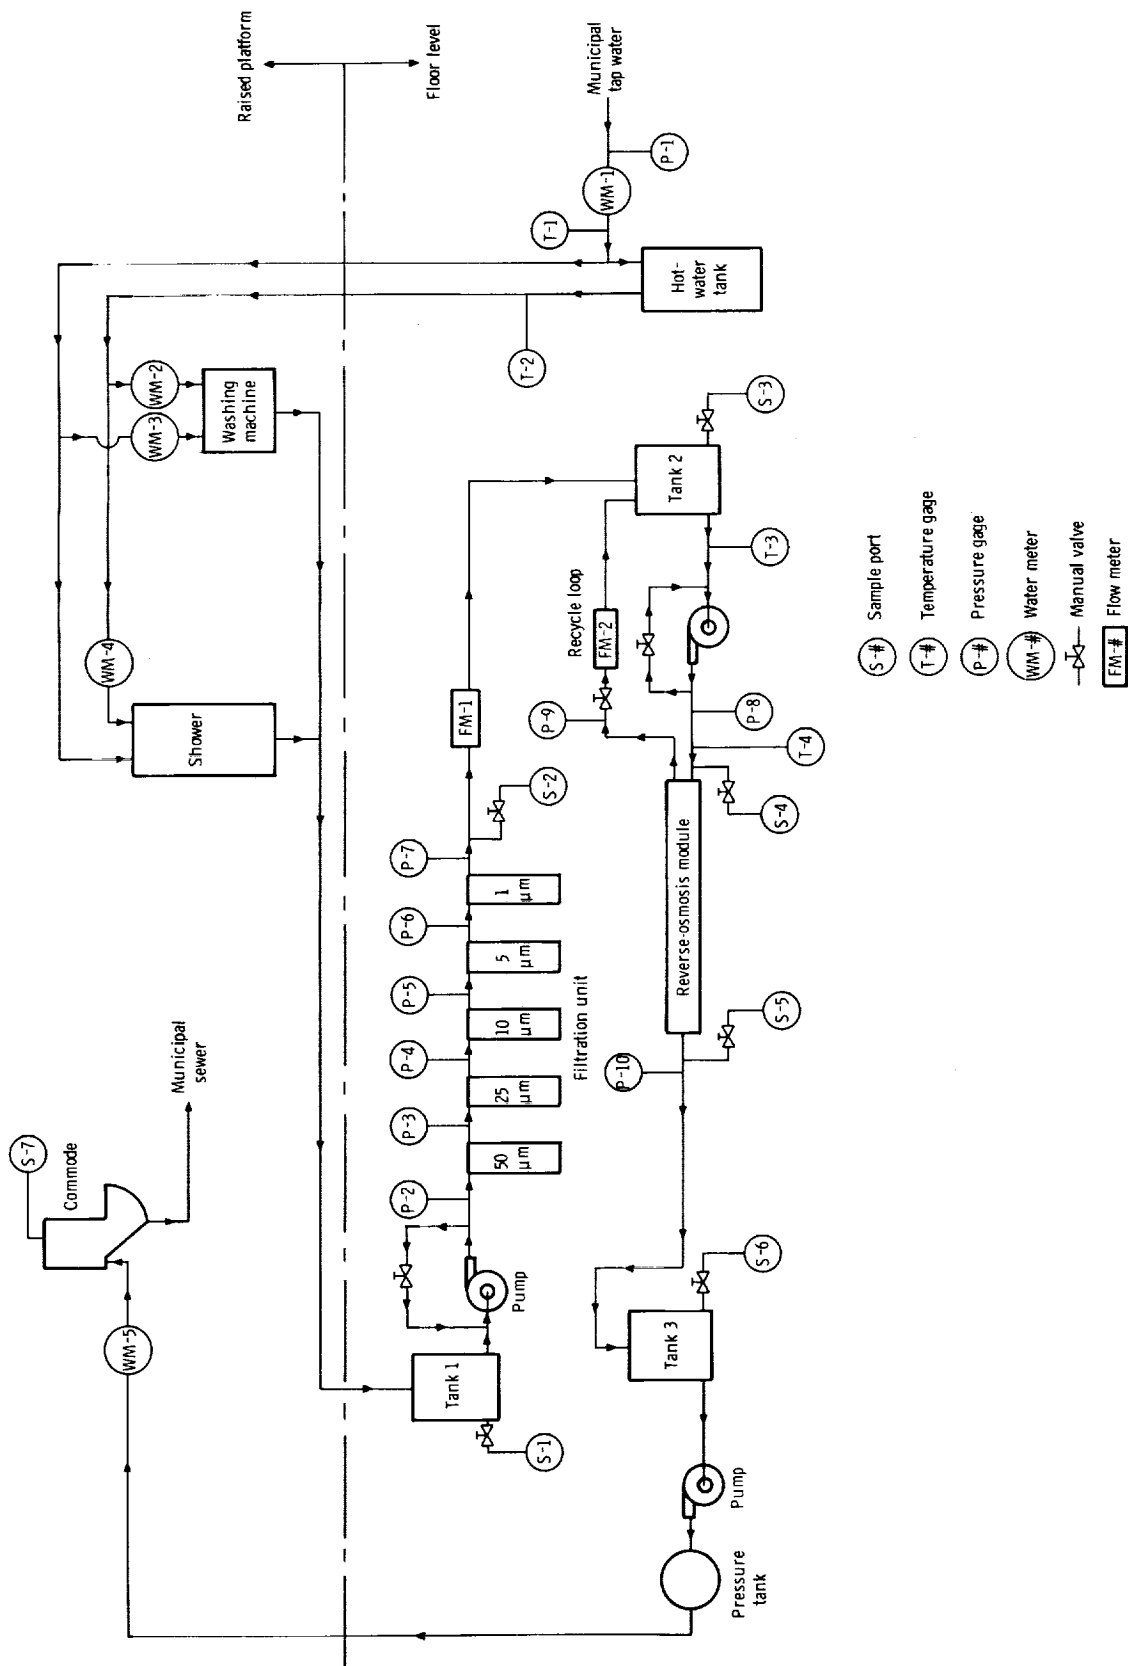 S-7
Commode
Municipal
sewer
WM-5
Shower
WM-4
WM-3
WM-2
Washing
machine
Raised platform
Floor level
Municipal
tap water
P-1
WM-1
T-1
T-2
Hot-
water
tank
Tank 1
S-1
Pump
P-2
P-3
P-4
P-5
P-6
P-7
50
μm
25
μm
10
μm
5
μm
1
μm
Filtration unit
S-2
FM-1
Recycle loop
FM-2
P-9
Tank 2
S-3
T-3
P-8
T-4
S-4
Reverse-osmosis module
S-5
P-10
Tank 3
S-6
Pump
Pressure
tank
S-# Sample port
T-# Temperature gage
P-# Pressure gage
WM-# Water meter
Manual valve
FM-# Flow meter